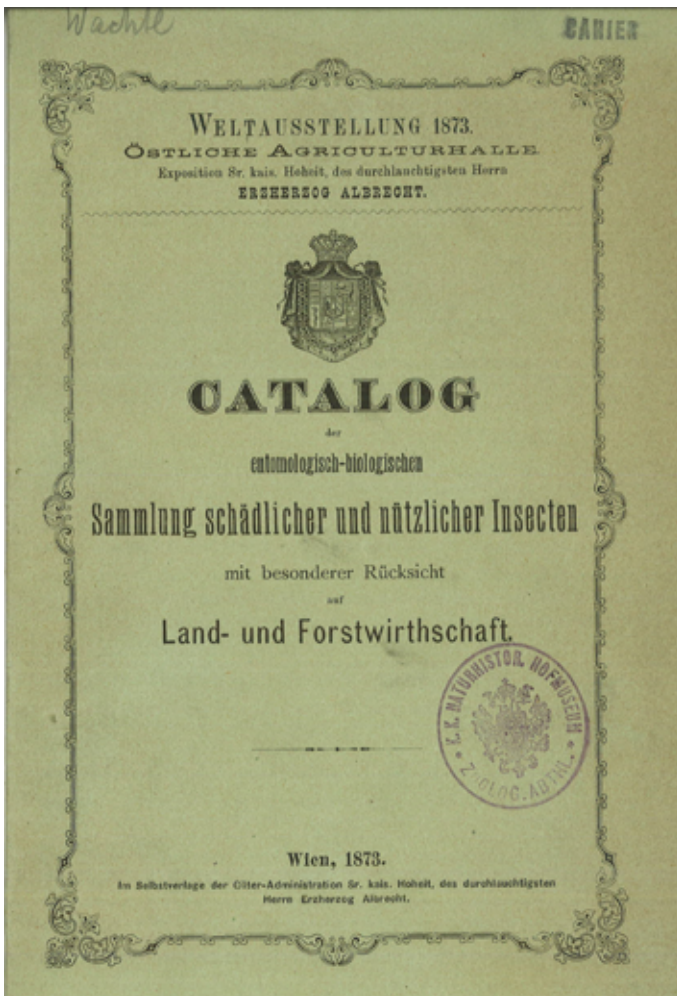 Wachtl
CAHIER
WELTAUSSTELLUNG 1873.
ÖSTLICHE AGRICULTURHALLE.
Exposition Sr. kais. Hoheit, des durchlauchtigsten Herrn
ERZHERZOG ALBRECHT.
CATALOG
der
entomologisch-biologischen
Sammlung schädlicher und nützlicher Insecten
mit besonderer Rücksicht
auf
Land- und Forstwirthschaft.
K. K. NATURHISTOR. HOFMUSEUM
ZOOLOG. ABTHL.
Wien, 1873.
Im Selbstverlage der Güter-Administration Sr. kais. Hoheit, des durchlauchtigsten
Herrn Erzherzog Albrecht.